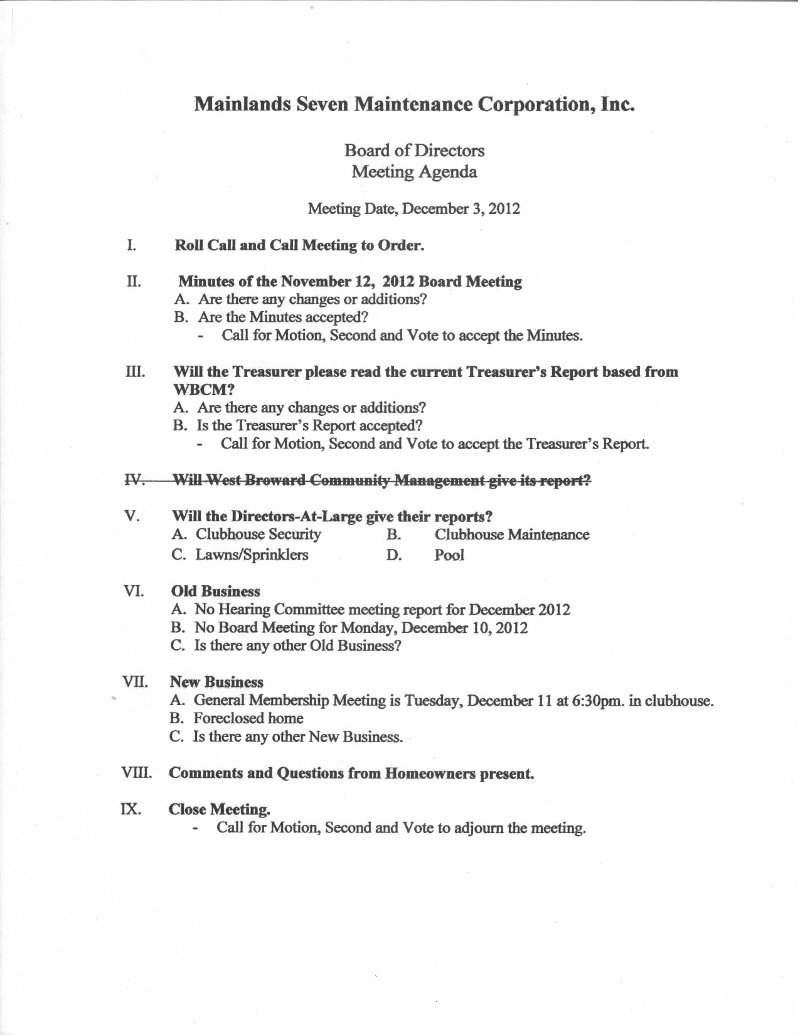 Mainlands Seven Maintenance Corporation, Inc.
Board of Directors
Meeting Agenda
Meeting Date, December 3, 2012
I. Roll Call and Call Meeting to Order.
II. Minutes of the November 12, 2012 Board Meeting
A. Are there any changes or additions?
B. Are the Minutes accepted?
- Call for Motion, Second and Vote to accept the Minutes.
III. Will the Treasurer please read the current Treasurer's Report based from
WBCM?
A. Are there any changes or additions?
B. Is the Treasurer's Report accepted?
- Call for Motion, Second and Vote to accept the Treasurer's Report.
IV. Will West Broward Community Management give its report?
V. Will the Directors-At-Large give their reports?
A. Clubhouse Security B. Clubhouse Maintenance
C. Lawns/Sprinklers D. Pool
VI. Old Business
A. No Hearing Committee meeting report for December 2012
B. No Board Meeting for Monday, December 10, 2012
C. Is there any other Old Business?
VII. New Business
A. General Membership Meeting is Tuesday, December 11 at 6:30pm. in clubhouse.
B. Foreclosed home
C. Is there any other New Business.
VIII. Comments and Questions from Homeowners present.
IX. Close Meeting.
- Call for Motion, Second and Vote to adjourn the meeting.